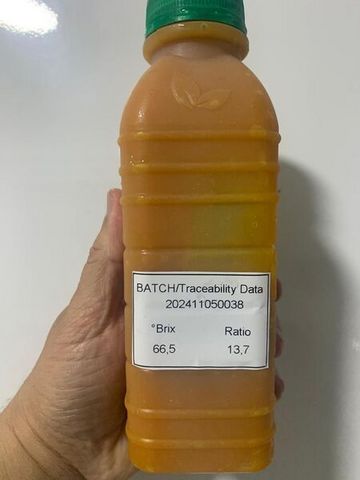 BATCH/Traceability Data
202411050038
°Brix Ratio
66,5 13,7